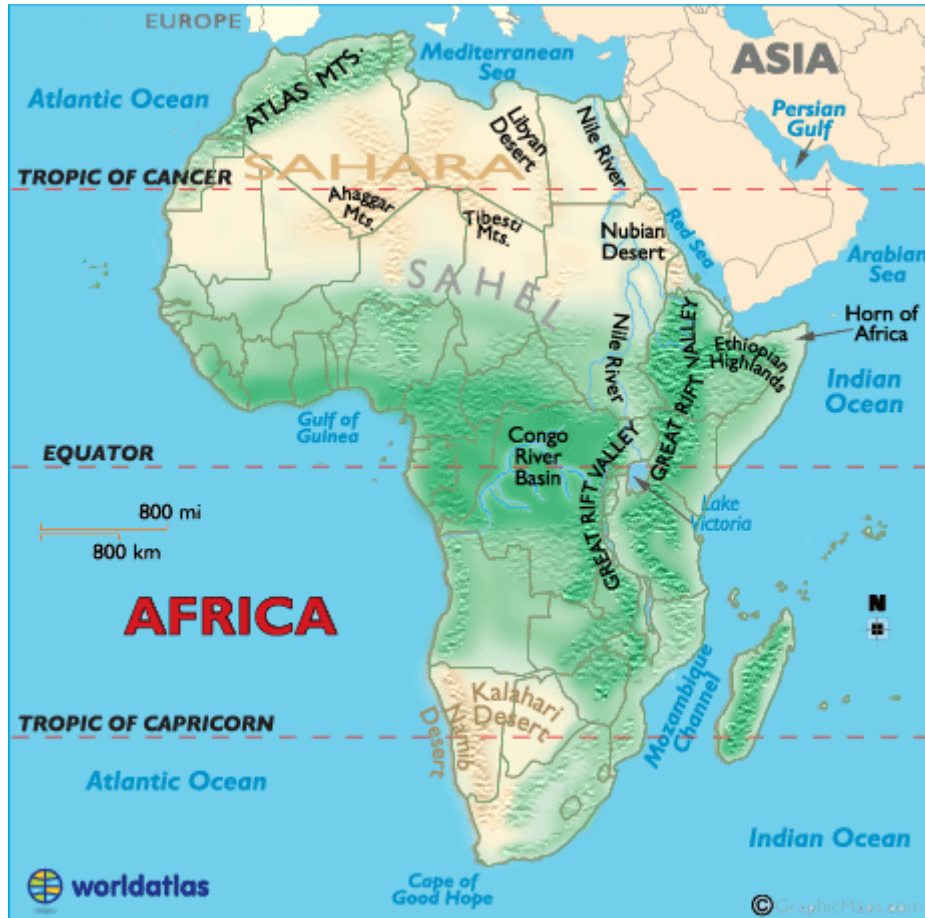 EUROPE
Mediterranean
Sea
ASIA
Atlantic Ocean
ATLAS MTS.
Persian
Gulf
Libyan
Desert
Nile River
SAHARA
TROPIC OF CANCER
Ahaggar
Mts.
Tibesti
Mts.
Nubian
Desert
Red Sea
Arabian
Sea
SAHEL
Horn of
Africa
Nile River
GREAT RIFT VALLEY
Ethiopian
Highlands
Indian
Ocean
Gulf of
Guinea
EQUATOR
Congo
River
Basin
GREAT RIFT VALLEY
Lake
Victoria
800 mi
800 km
AFRICA
N
Kalahari
Desert
Namib
Desert
Mozambique
Channel
TROPIC OF CAPRICORN
Atlantic Ocean
Indian Ocean
worldatlas
Cape of
Good Hope
© GraphicMaps.com